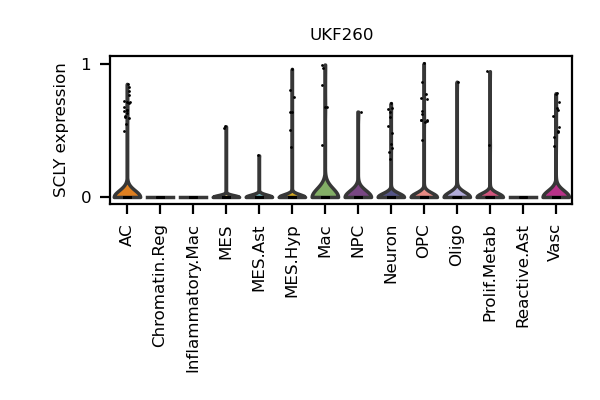 UKF260
SCLY expression
1
0
AC
Chromatin.Reg
Inflammatory.Mac
MES
MES.Ast
MES.Hyp
Mac
NPC
Neuron
OPC
Oligo
Prolif.Metab
Reactive.Ast
Vasc